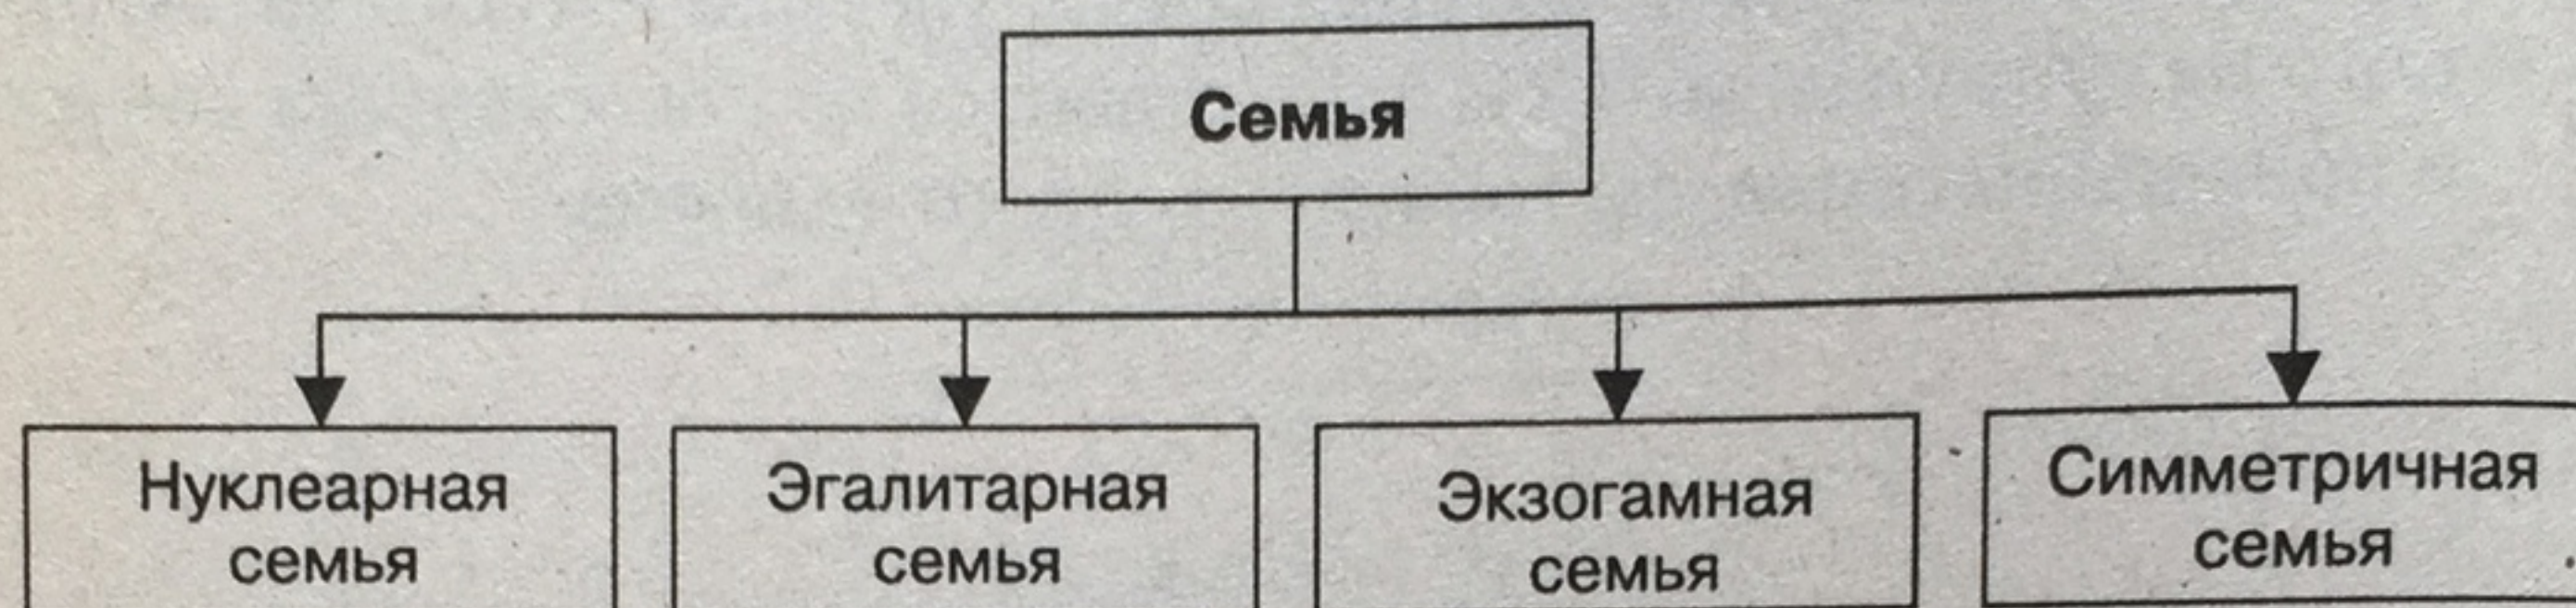 Семья
Нуклеарная
семья
Эгалитарная
семья
Экзогамная
семья
Симметричная
семья